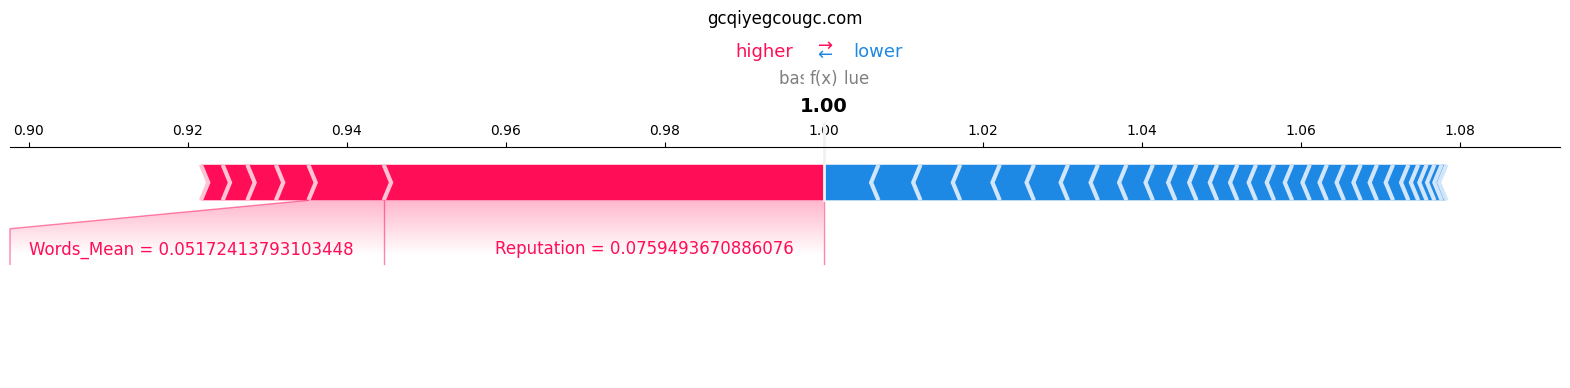 gcqiyegcougc.com
higher ⇄ lower
f(x)
1.00
0.90 0.92 0.94 0.96 0.98 1.00 1.02 1.04 1.06 1.08
Words_Mean = 0.05172413793103448 Reputation = 0.0759493670886076